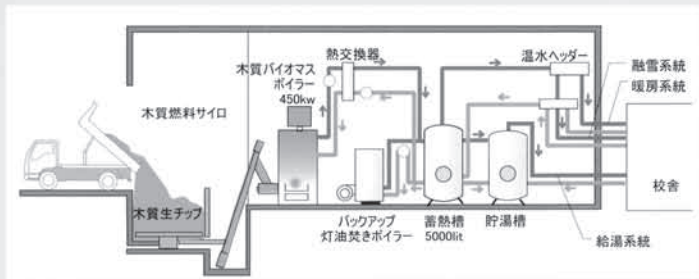 熱交換器
木質バイオマス
ボイラー
450kw
温水ヘッダー
融雪系統
暖房系統
木質燃料サイロ
木質生チップ
校舎
バックアップ
灯油焚きボイラー
蓄熱槽
5000lit
貯湯槽
給湯系統